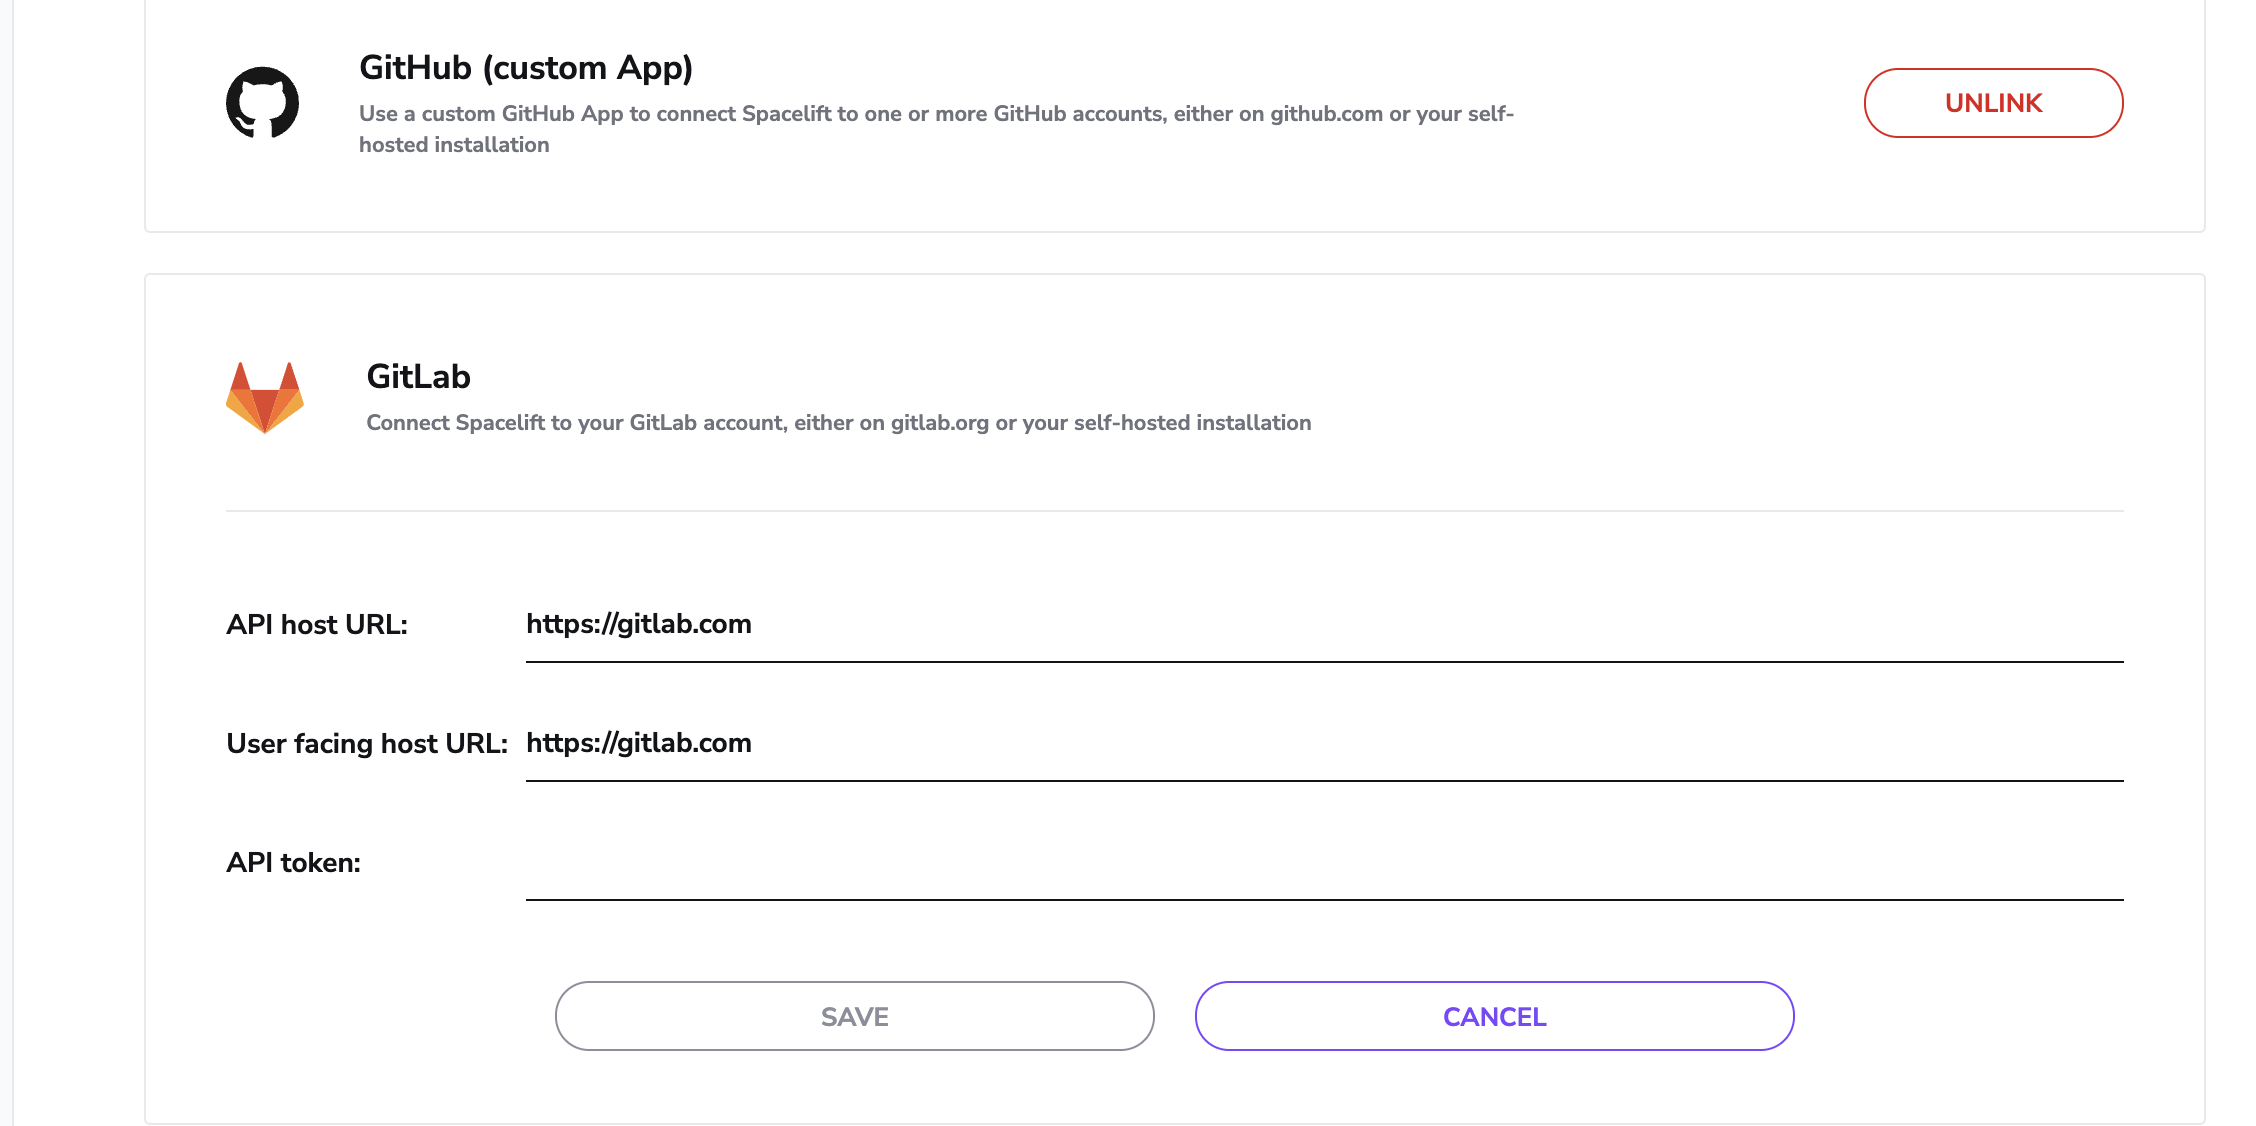 GitHub (custom App)
Use a custom GitHub App to connect Spacelift to one or more GitHub accounts, either on github.com or your self-
hosted installation
UNLINK
GitLab
Connect Spacelift to your GitLab account, either on gitlab.org or your self-hosted installation
API host URL: https://gitlab.com
User facing host URL: https://gitlab.com
API token:
SAVE CANCEL